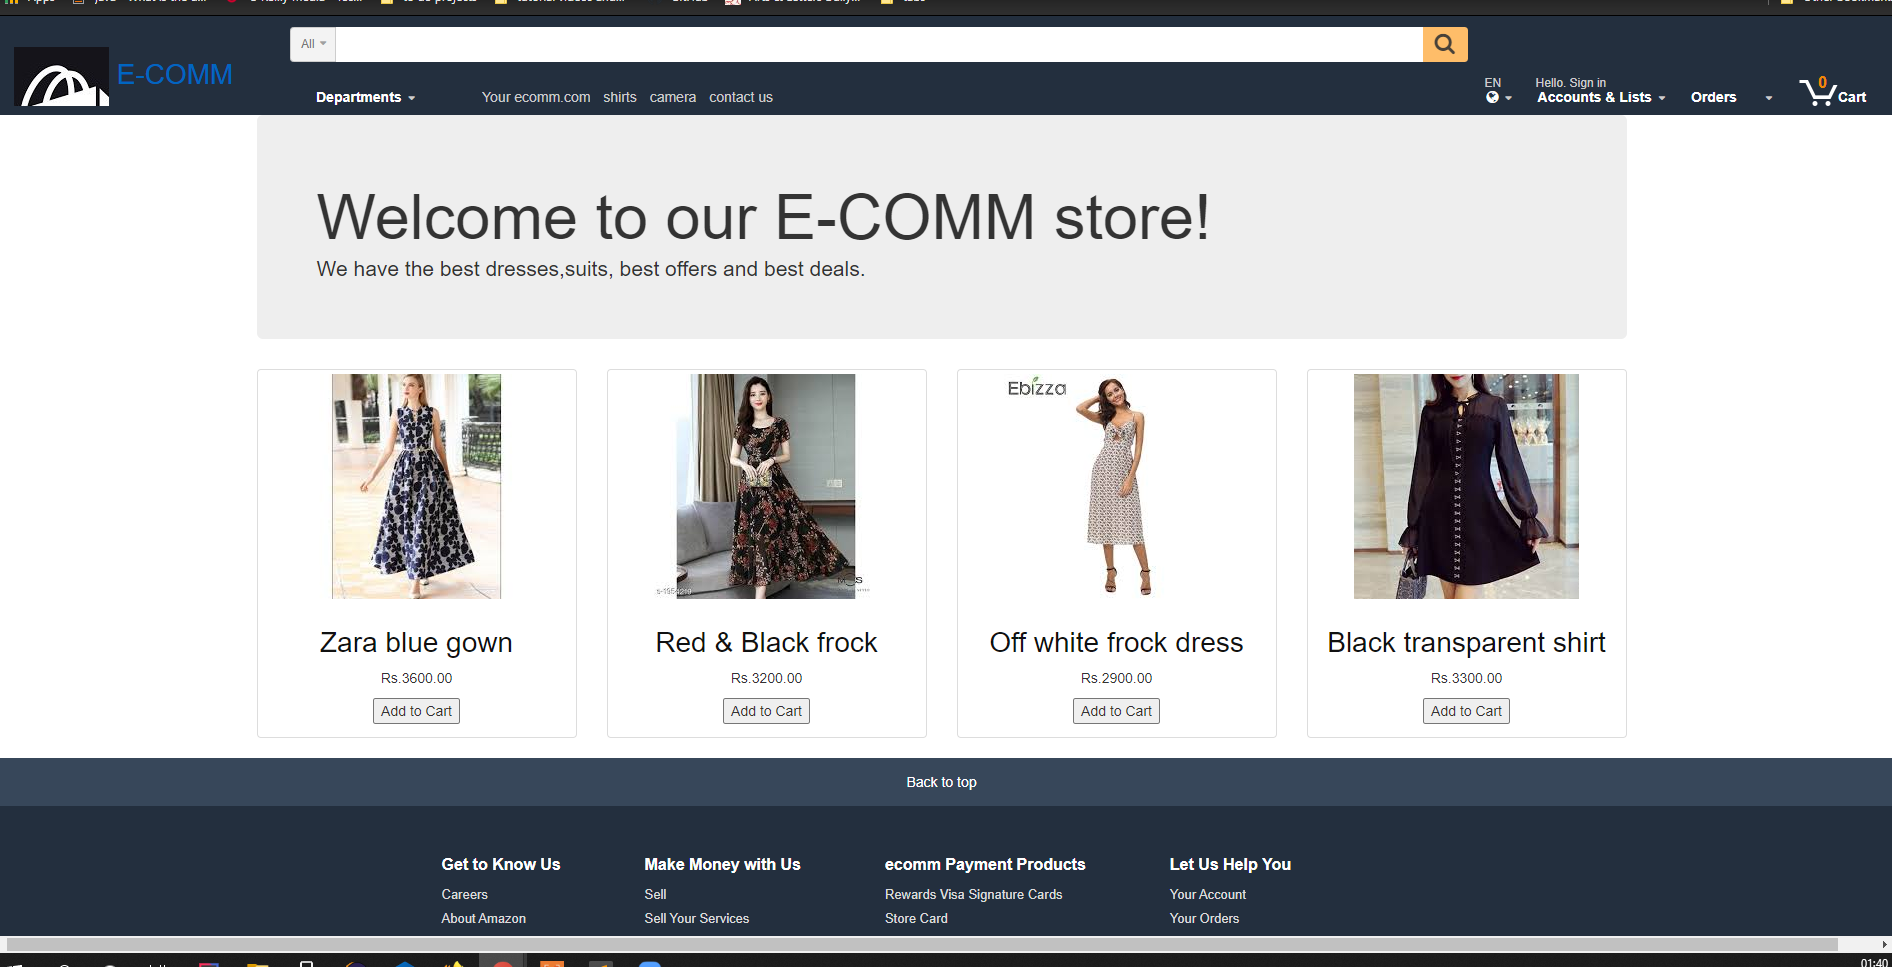 All
E-COMM
EN
Hello. Sign in
0
Departments
Your ecomm.com shirts camera contact us
Accounts & Lists
Orders
Cart
Welcome to our E-COMM store!
We have the best dresses,suits, best offers and best deals.
Ebizza
s-1954210
Zara blue gown
Rs.3600.00
Add to Cart
Red & Black frock
Rs.3200.00
Add to Cart
Off white frock dress
Rs.2900.00
Add to Cart
Black transparent shirt
Rs.3300.00
Add to Cart
Back to top
Get to Know Us
Careers
About Amazon
Make Money with Us
Sell
Sell Your Services
ecomm Payment Products
Rewards Visa Signature Cards
Store Card
Let Us Help You
Your Account
Your Orders
01:40